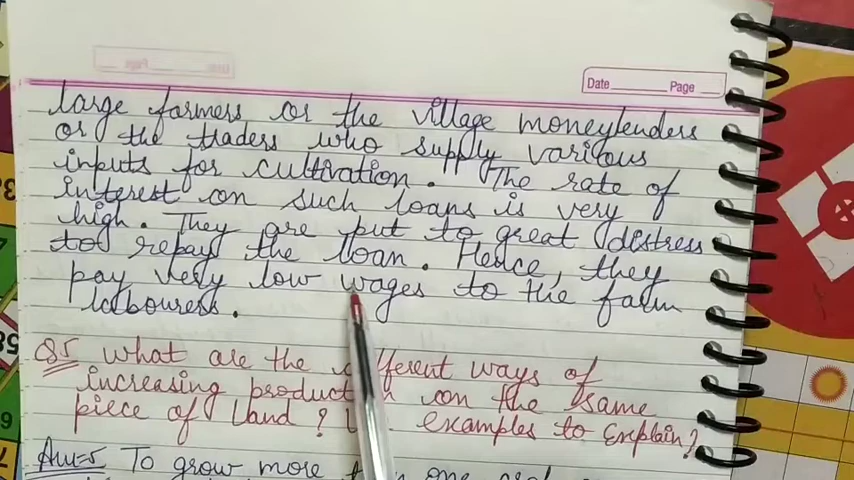 Date Page
large farmers or the village moneylenders
or the traders who supply various
inputs for cultivation. The rate of
interest on such loans is very
high. They are put to great distress
to repay the loan. Hence, they
pay very low wages to the farm
labourers.
Q5 What are the different ways of
increasing production on the same
piece of land? examples to Explain?
Ans=5 To grow more than one